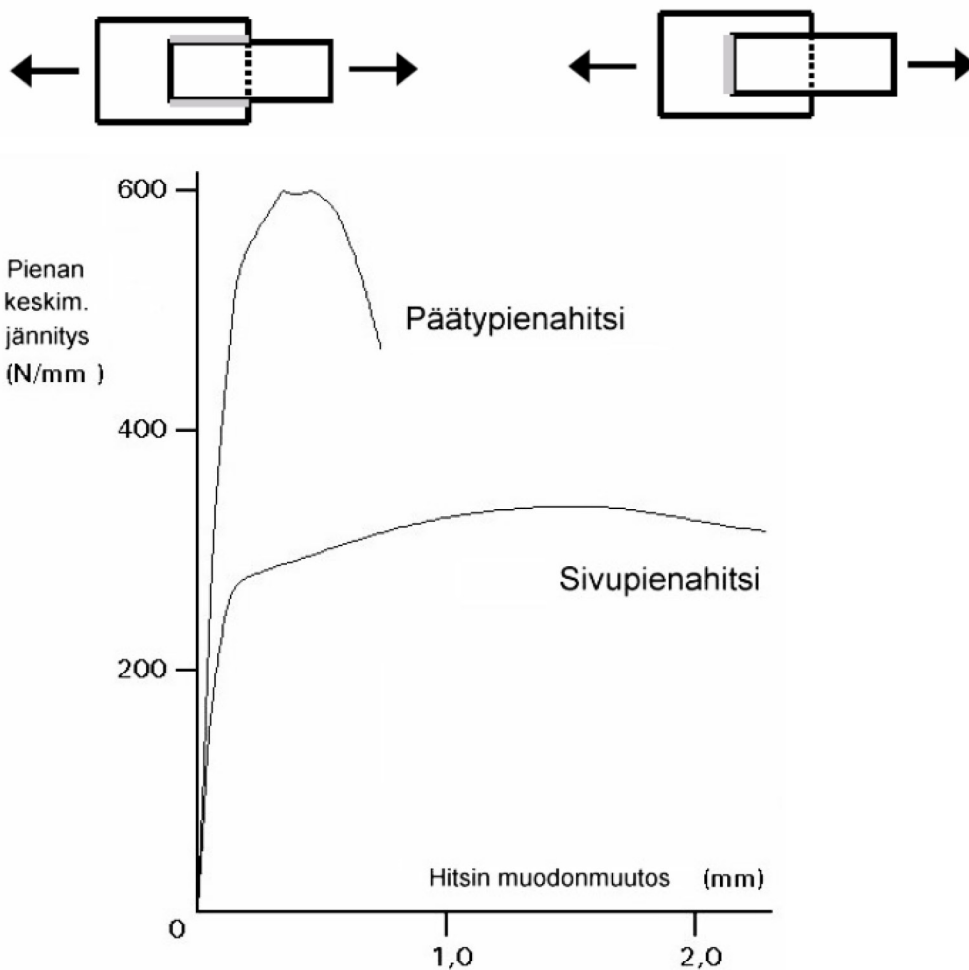 600
Pienan
keskim.
jännitys
(N/mm )
Päätypienahitsi
400
Sivupienahitsi
200
Hitsin muodonmuutos (mm)
0
1,0
2,0